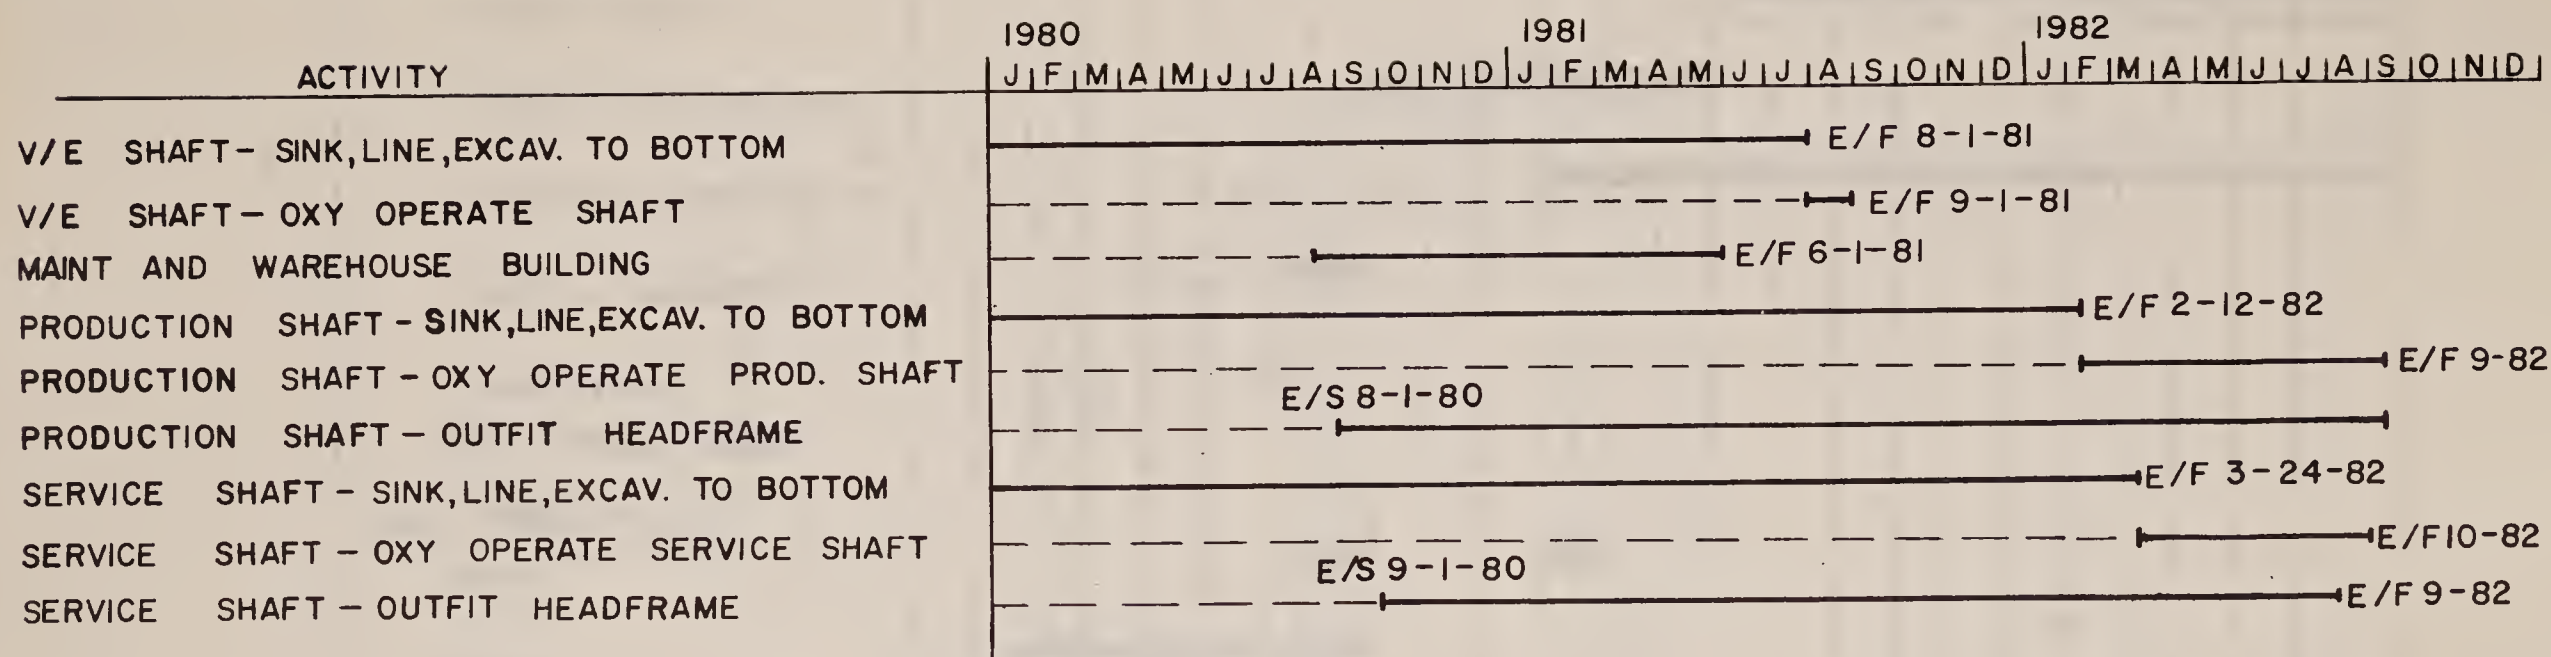 1980 1981 1982
ACTIVITY J F M A M J J A S O N D J F M A M J J A S O N D J F M A M J J A S O N D
V/E SHAFT- SINK,LINE,EXCAV. TO BOTTOM E/F 8-1-81
V/E SHAFT- OXY OPERATE SHAFT E/F 9-1-81
MAINT AND WAREHOUSE BUILDING E/F 6-1-81
PRODUCTION SHAFT - SINK,LINE,EXCAV. TO BOTTOM E/F 2-12-82
PRODUCTION SHAFT - OXY OPERATE PROD. SHAFT E/F 9-82
E/S 8-1-80
PRODUCTION SHAFT - OUTFIT HEADFRAME
SERVICE SHAFT - SINK,LINE,EXCAV. TO BOTTOM E/F 3-24-82
SERVICE SHAFT - OXY OPERATE SERVICE SHAFT E/F10-82
E/S 9-1-80
SERVICE SHAFT - OUTFIT HEADFRAME E/F 9-82